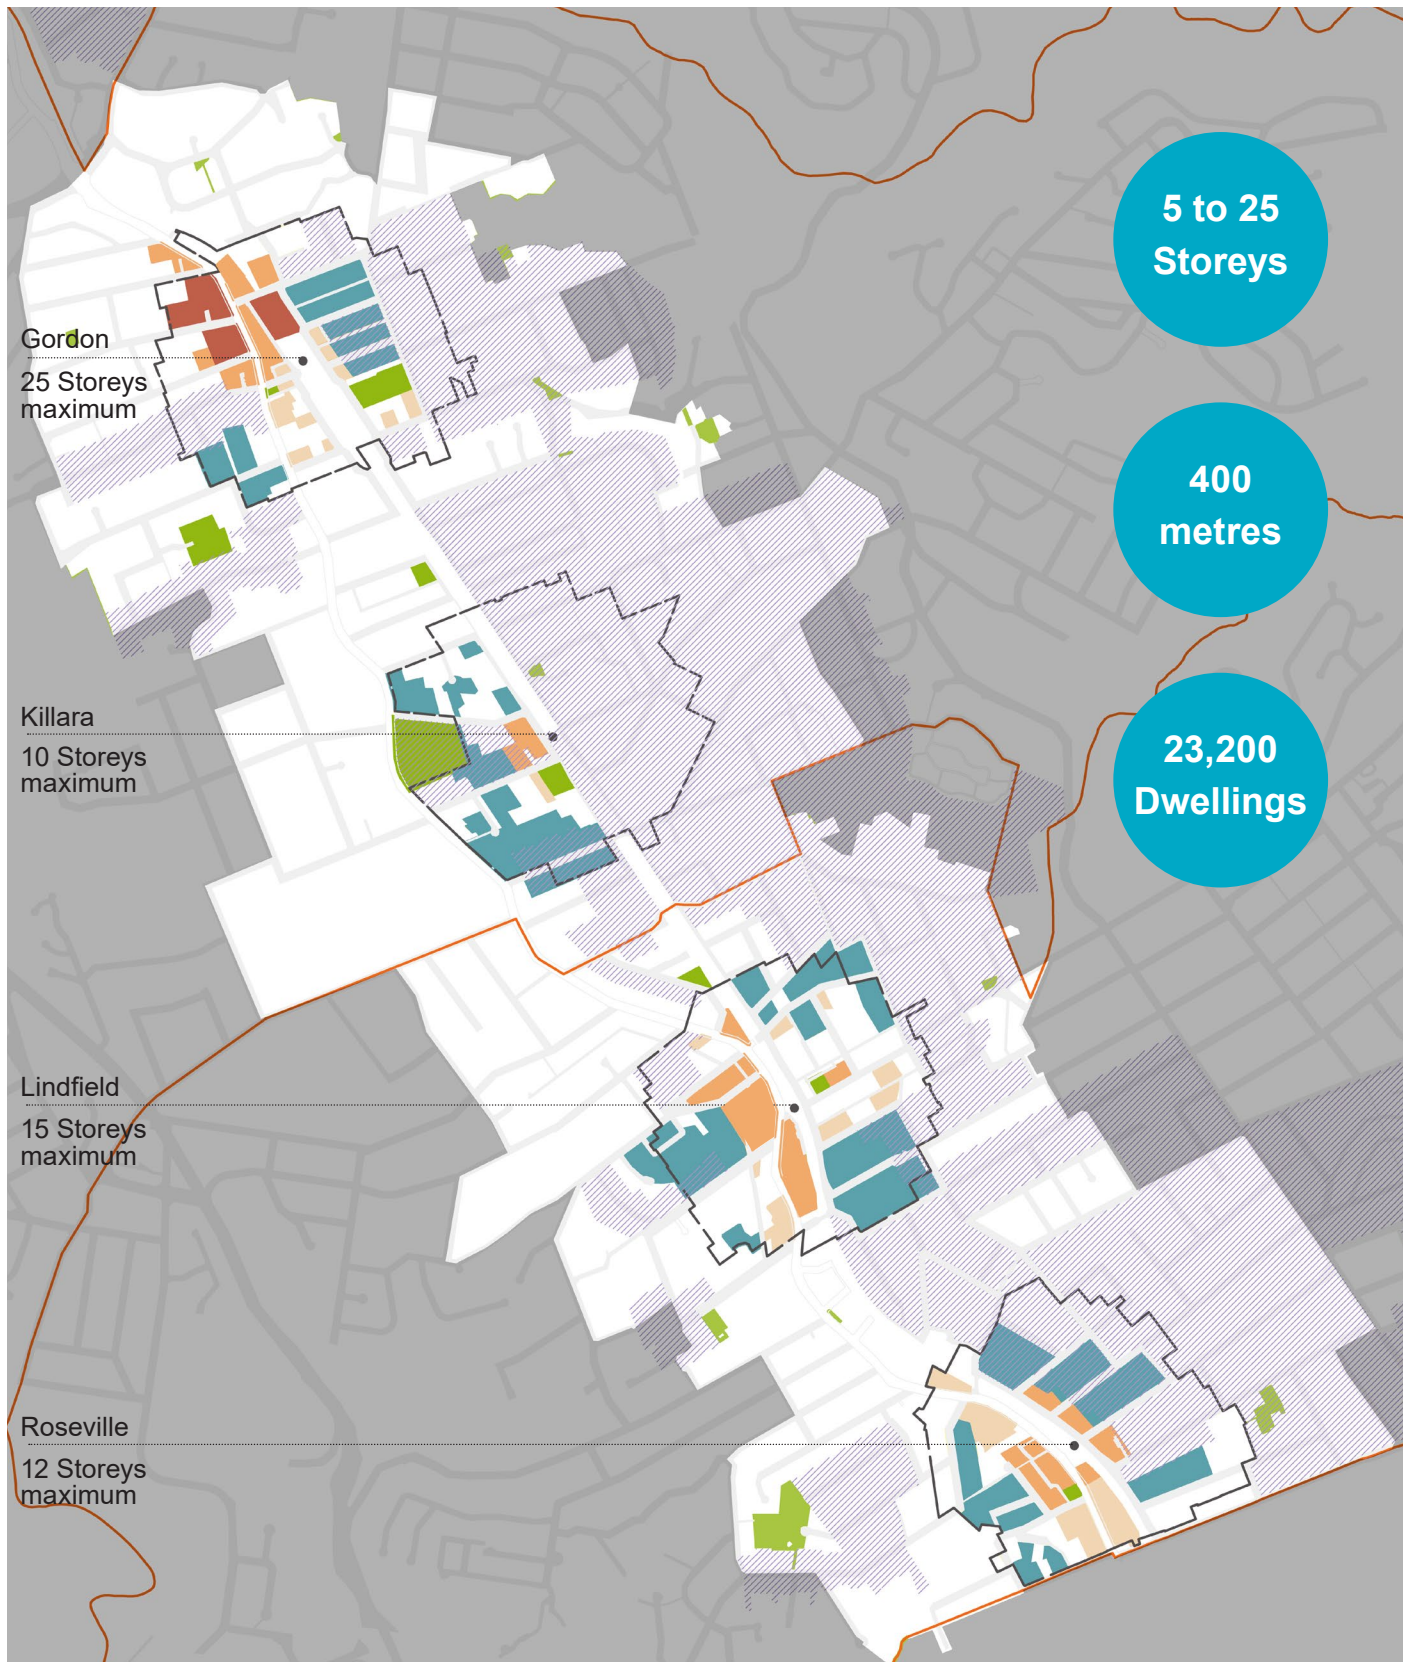 5 to 25
Storeys
Gordon
25 Storeys
maximum
400
metres
Killara
10 Storeys
maximum
23,200
Dwellings
Lindfield
15 Storeys
maximum
Roseville
12 Storeys
maximum